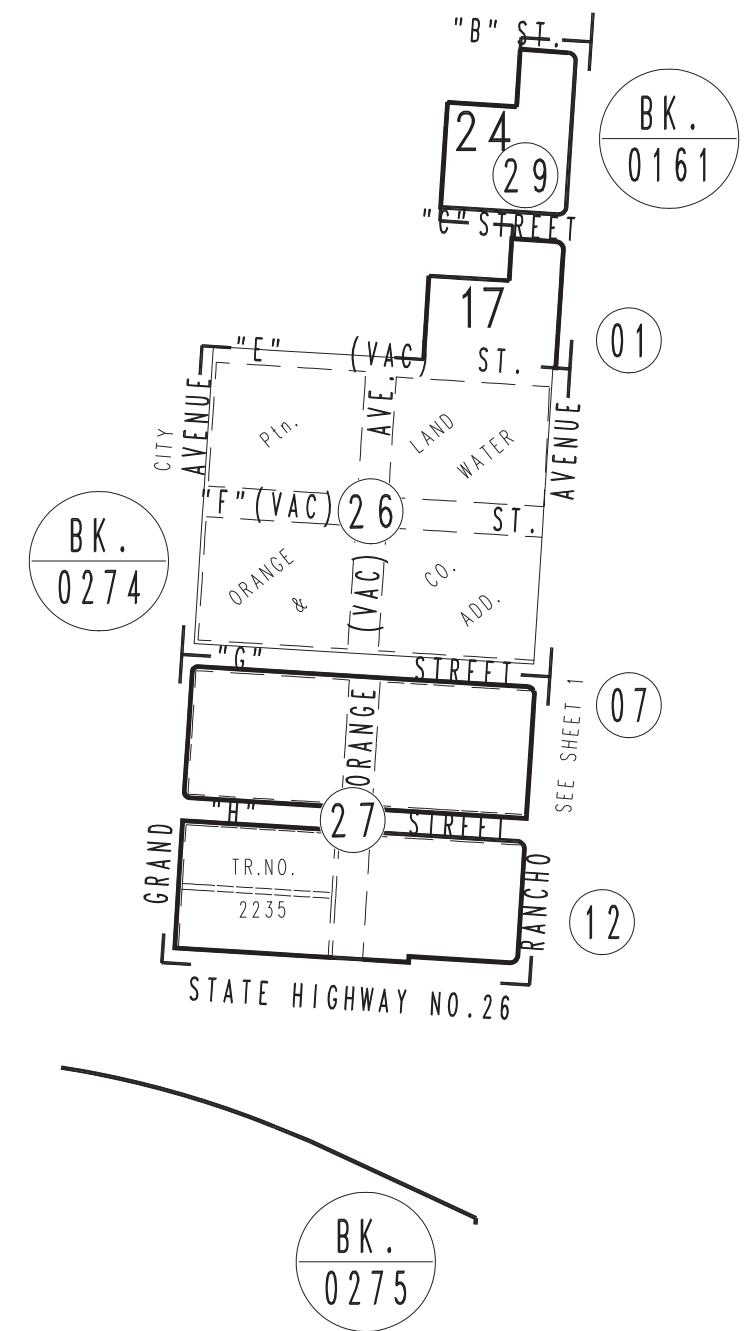 "B" ST.
BK.
0161
24
29
"C" STREET
17
01
"E" (VAC) ST.
CITY
AVENUE
AVE.
AVENUE
Ptn.
LAND
WATER
"F" (VAC)
26
ST.
BK.
0274
ORANGE
&
(VAC)
CO.
ADD.
"G" STREET
ORANGE
SEE SHEET 1
07
"H" STREET
27
GRAND
TR.NO.
2235
RANCHO
12
STATE HIGHWAY NO.26
BK.
0275